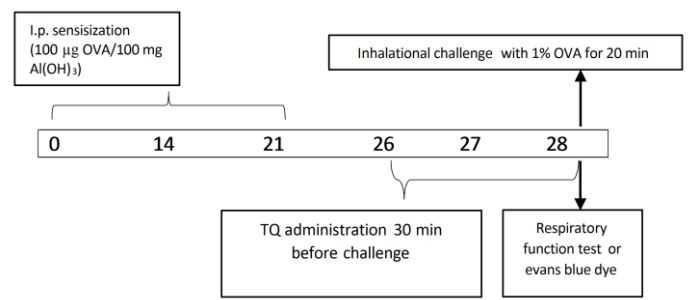 I.p. sensisization
(100 µg OVA/100 mg
Al(OH)₃)
Inhalational challenge with 1% OVA for 20 min
0 14 21 26 27 28
TQ administration 30 min
before challenge
Respiratory
function test or
evans blue dye